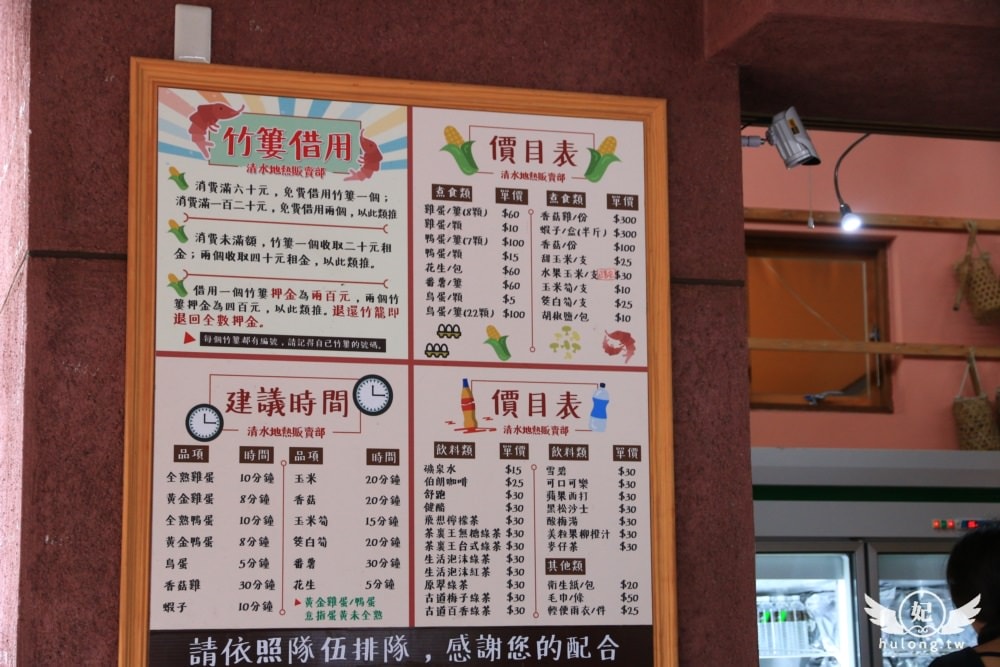 竹簍借用
清水地熱販賣部
消費滿六十元，免費借用竹簍一個；
消費滿一百二十元，免費借用兩個，以此類推
消費未滿額，竹簍一個收取二十元租
金；兩個收取四十元租金，以此類推。
借用一個竹簍押金為兩百元，兩個竹
簍押金為四百元，以此類推。退還竹籠即
退回全數押金。
每個竹簍都有編號，請記得自己竹簍的號碼。
價目表
清水地熱販賣部
煮食類 單價 煮食類 單價
雞蛋/簍(8顆) $60 香菇雞/份 $300
雞蛋/顆 $10 蝦子/盒(半斤) $300
鴨蛋/簍(7顆) $100 香菇/份 $100
鴨蛋/顆 $15 甜玉米/支 $25
花生/包 $60 水果玉米/支 $30
番薯/簍 $60 玉米筍/支 $10
鳥蛋/顆 $5 筊白筍/支 $25
鳥蛋/簍(22顆) $100 胡椒鹽/包 $10
建議時間
清水地熱販賣部
品項 時間 品項 時間
全熟雞蛋 10分鐘 玉米 20分鐘
黃金雞蛋 8分鐘 香菇 20分鐘
全熟鴨蛋 10分鐘 玉米筍 15分鐘
黃金鴨蛋 8分鐘 筊白筍 20分鐘
鳥蛋 5分鐘 番薯 30分鐘
香菇雞 30分鐘 花生 5分鐘
蝦子 10分鐘 黃金雞蛋/鴨蛋
意指蛋黃未全熟
價目表
清水地熱販賣部
飲料類 單價 飲料類 單價
礦泉水 $15 雪碧 $30
伯朗咖啡 $25 可口可樂 $30
舒跑 $30 蘋果西打 $30
健酪 $30 黑松沙士 $30
飛想檸檬茶 $30 酸梅湯 $30
茶裏王無糖綠茶 $30 美粒果柳橙汁 $30
茶裏王台式綠茶 $30 麥仔茶 $30
生活泡沫綠茶 $30 其他類
生活泡沫紅茶 $30
原翠綠茶 $30 衛生紙/包 $20
古道梅子綠茶 $30 毛巾/條 $50
古道百香綠茶 $30 輕便雨衣/件 $25
請依照隊伍排隊，感謝您的配合
妃
hulong.tw